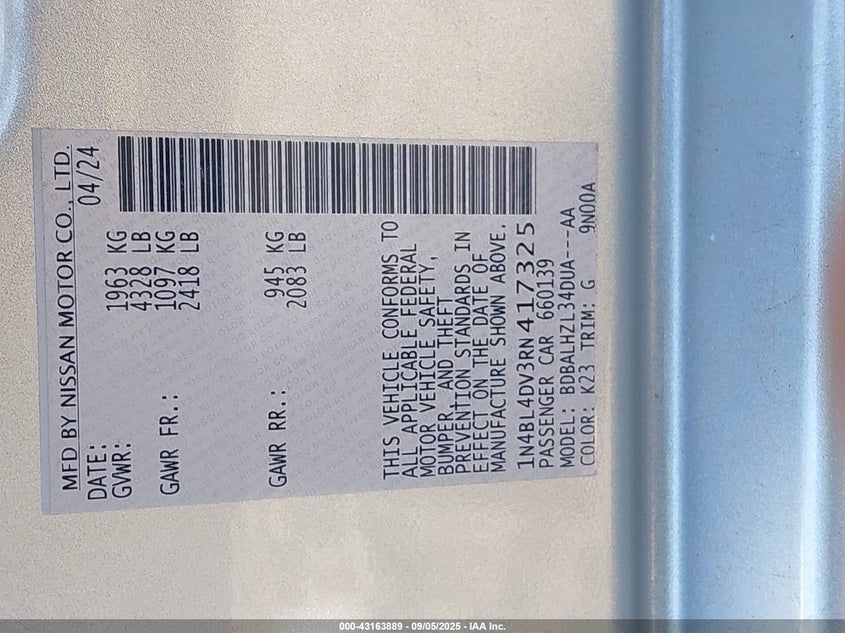 MFD BY NISSAN MOTOR CO., LTD.
DATE: 04/24
GVWR: 1963 KG
4328 LB
GAWR FR.: 1097 KG
2418 LB
GAWR RR.: 945 KG
2083 LB
THIS VEHICLE CONFORMS TO
ALL APPLICABLE FEDERAL
MOTOR VEHICLE SAFETY,
BUMPER, AND THEFT
PREVENTION STANDARDS IN
EFFECT ON THE DATE OF
MANUFACTURE SHOWN ABOVE.
1N4BL4DV3RN417325
PASSENGER CAR 660139
MODEL: BDBALHZL34DUA---AA
COLOR: K23 TRIM: G 9N00A
000-43163889 - 09/05/2025 - IAA Inc.